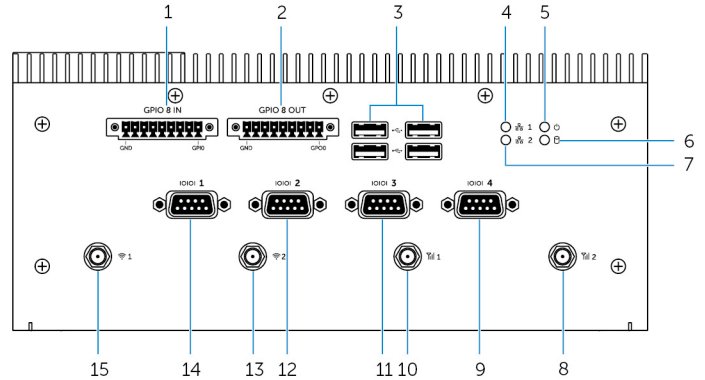 1 2 3 4 5
GPIO 8 IN GPIO 8 OUT
1
2
6
7
GND GPI0 GND GPO0
IOIOI 1 IOIOI 2 IOIOI 3 IOIOI 4
1 2 1 2
15 14 13 12 11 10 9 8